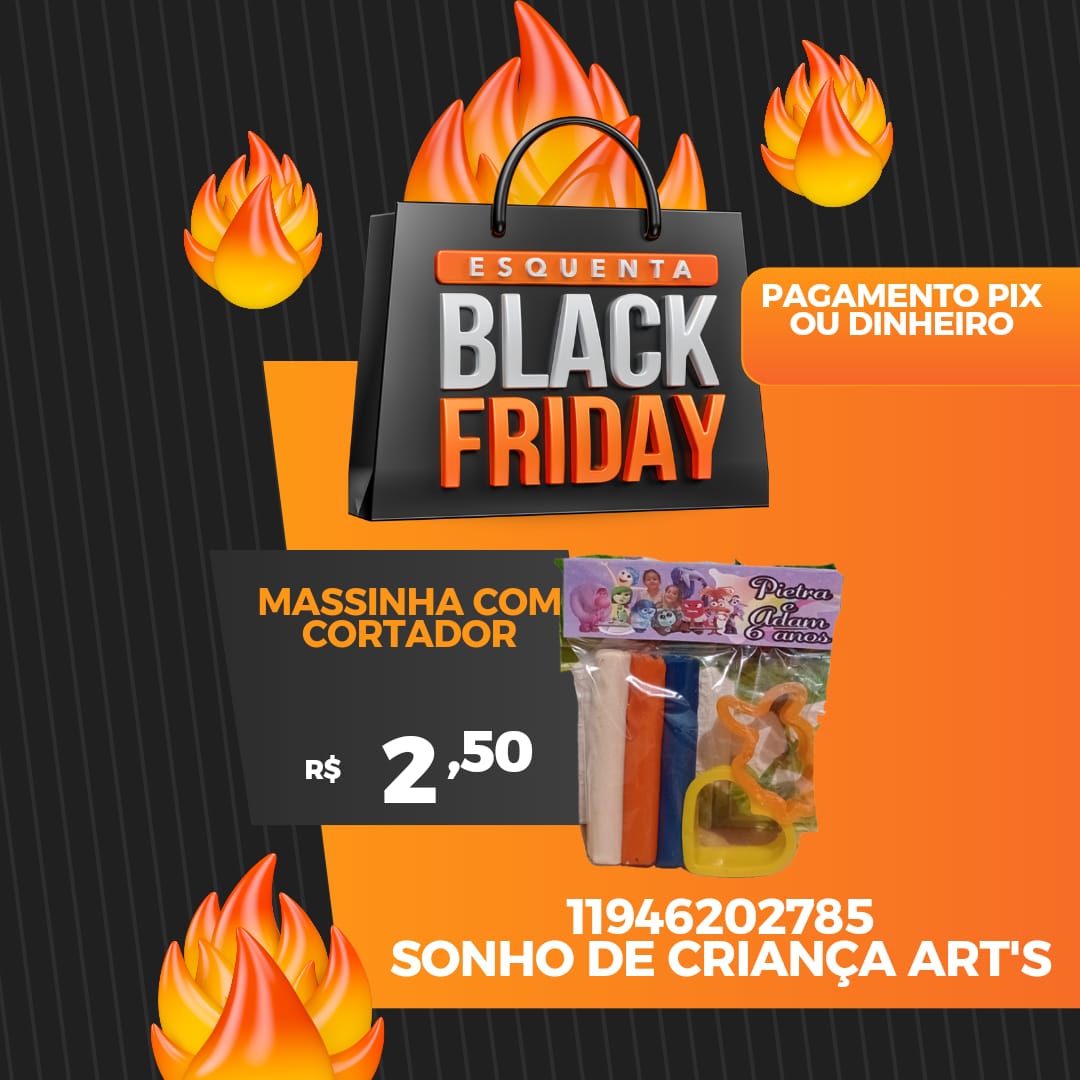 ESQUENTA
BLACK
FRIDAY
PAGAMENTO PIX
OU DINHEIRO
MASSINHA COM
CORTADOR
R$ 2,50
Pietra
e
Adam
6 anos
11946202785
SONHO DE CRIANÇA ART'S